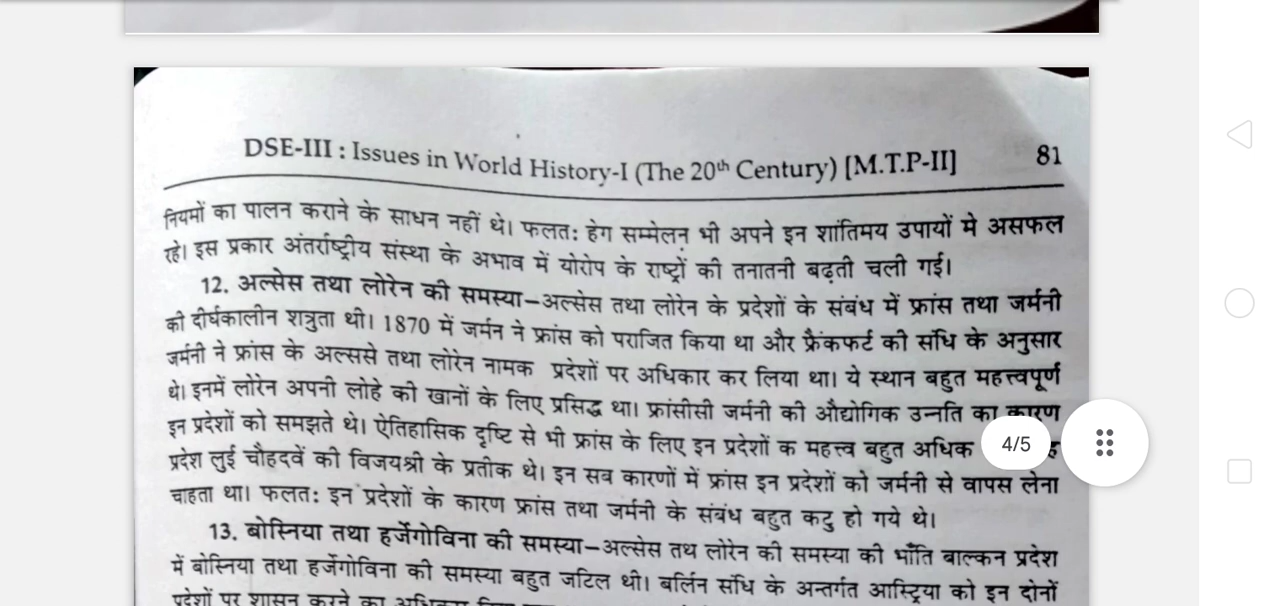 DSE-III : Issues in World History-I (The 20th Century) [M.T.P-II] 81
नियमों का पालन कराने के साधन नहीं थे। फलतः हेग सम्मेलन भी अपने इन शांतिमय उपायों मे असफल
रहे। इस प्रकार अंतर्राष्ट्रीय संस्था के अभाव में योरोप के राष्ट्रों की तनातनी बढ़ती चली गई।
12. अल्सेस तथा लोरेन की समस्या–अल्सेस तथा लोरेन के प्रदेशों के संबंध में फ्रांस तथा जर्मनी
की दीर्घकालीन शत्रुता थी। 1870 में जर्मन ने फ्रांस को पराजित किया था और फ्रैंकफर्ट की संधि के अनुसार
जर्मनी ने फ्रांस के अल्ससे तथा लोरेन नामक प्रदेशों पर अधिकार कर लिया था। ये स्थान बहुत महत्त्वपूर्ण
थे। इनमें लोरेन अपनी लोहे की खानों के लिए प्रसिद्ध था। फ्रांसीसी जर्मनी की औद्योगिक उन्नति का कारण
इन प्रदेशों को समझते थे। ऐतिहासिक दृष्टि से भी फ्रांस के लिए इन प्रदेशों क महत्त्व बहुत अधिक
4/5
प्रदेश लुई चौहदवें की विजयश्री के प्रतीक थे। इन सब कारणों में फ्रांस इन प्रदेशों को जर्मनी से वापस लेना
चाहता था। फलतः इन प्रदेशों के कारण फ्रांस तथा जर्मनी के संबंध बहुत कटु हो गये थे।
13. बोस्निया तथा हर्जेगोविना की समस्या–अल्सेस तथ लोरेन की समस्या की भाँति बाल्कन प्रदेश
में बोस्निया तथा हर्जेगोविना की समस्या बहुत जटिल थी। बर्लिन संधि के अन्तर्गत आस्ट्रिया को इन दोनों
प्रदेशों पर शासन करने का